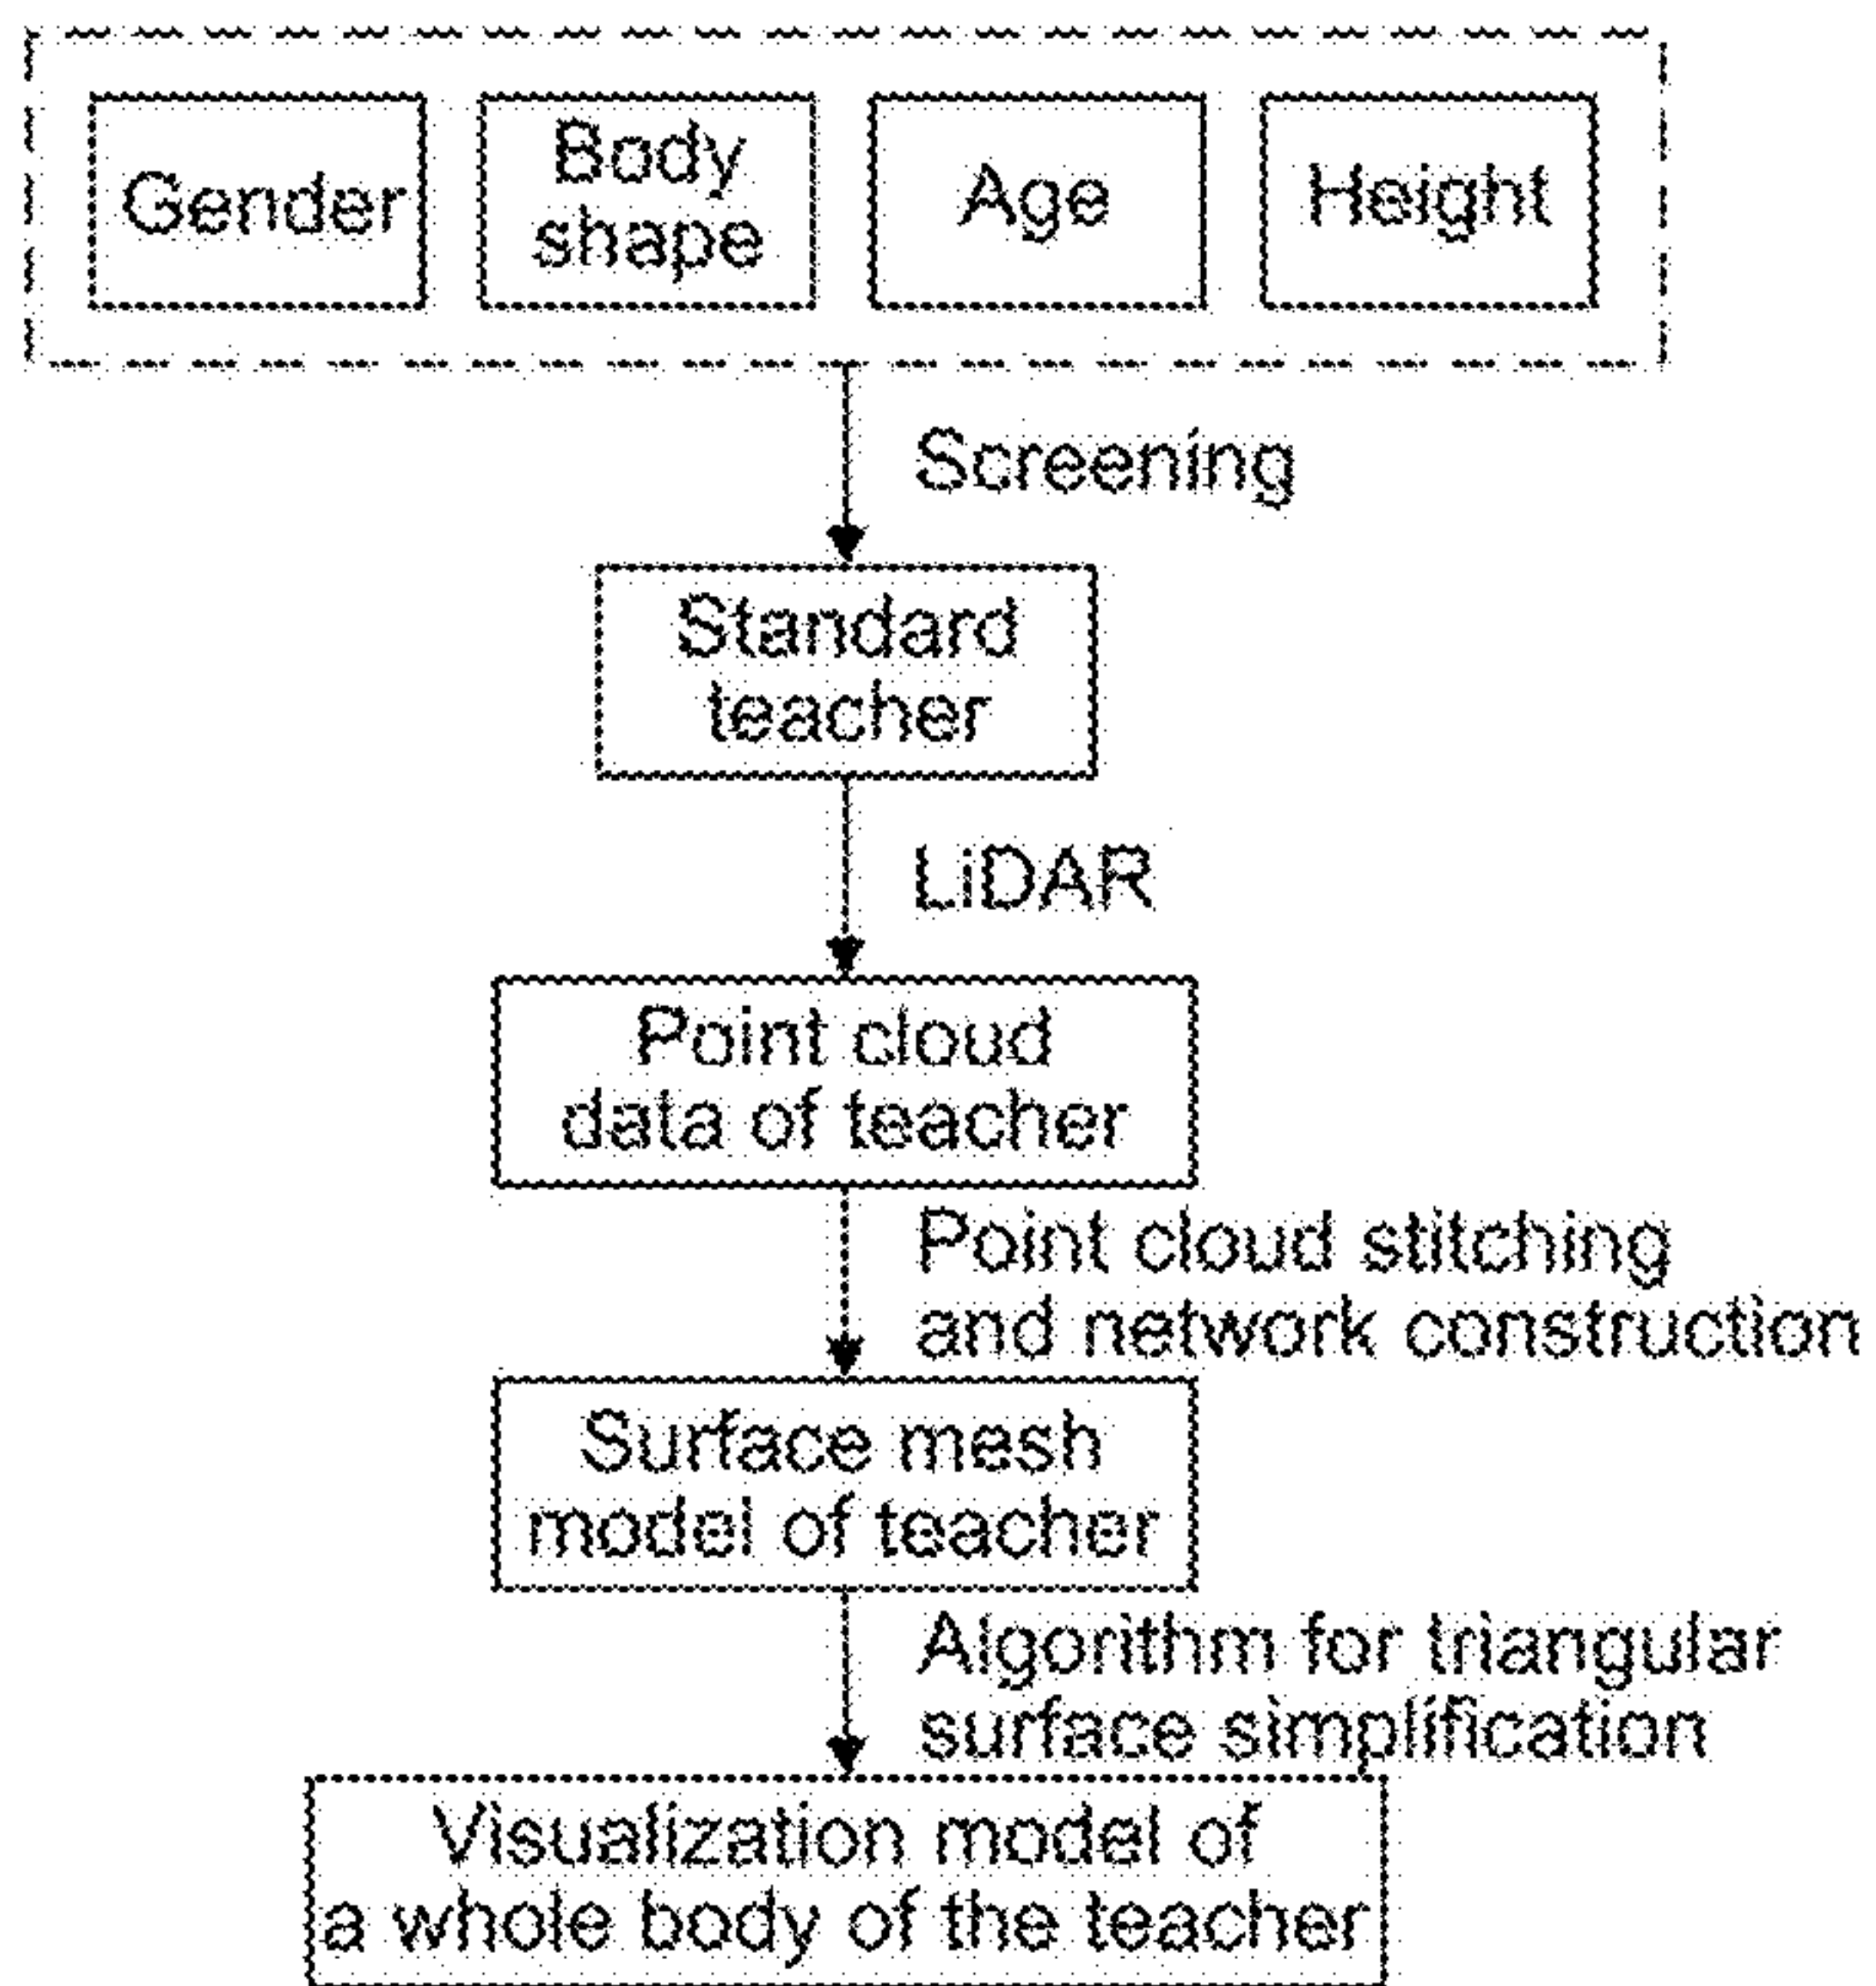 Gender
Body
shape
Age
Height
Screening
Standard
teacher
LiDAR
Point cloud
data of teacher
Point cloud stitching
and network construction
Surface mesh
model of teacher
Algorithm for triangular
surface simplification
Visualization model of
a whole body of the teacher